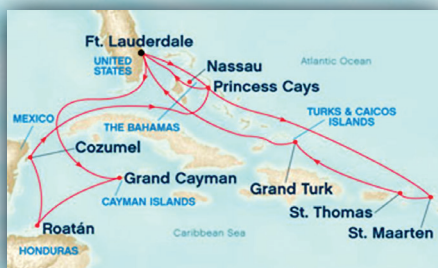 Ft. Lauderdale
UNITED
STATES
Atlantic Ocean
Nassau
Princess Cays
MEXICO
THE BAHAMAS
TURKS & CAICOS
ISLANDS
Cozumel
Grand Cayman
CAYMAN ISLANDS
Grand Turk
St. Thomas
St. Maarten
Roatán
Caribbean Sea
HONDURAS